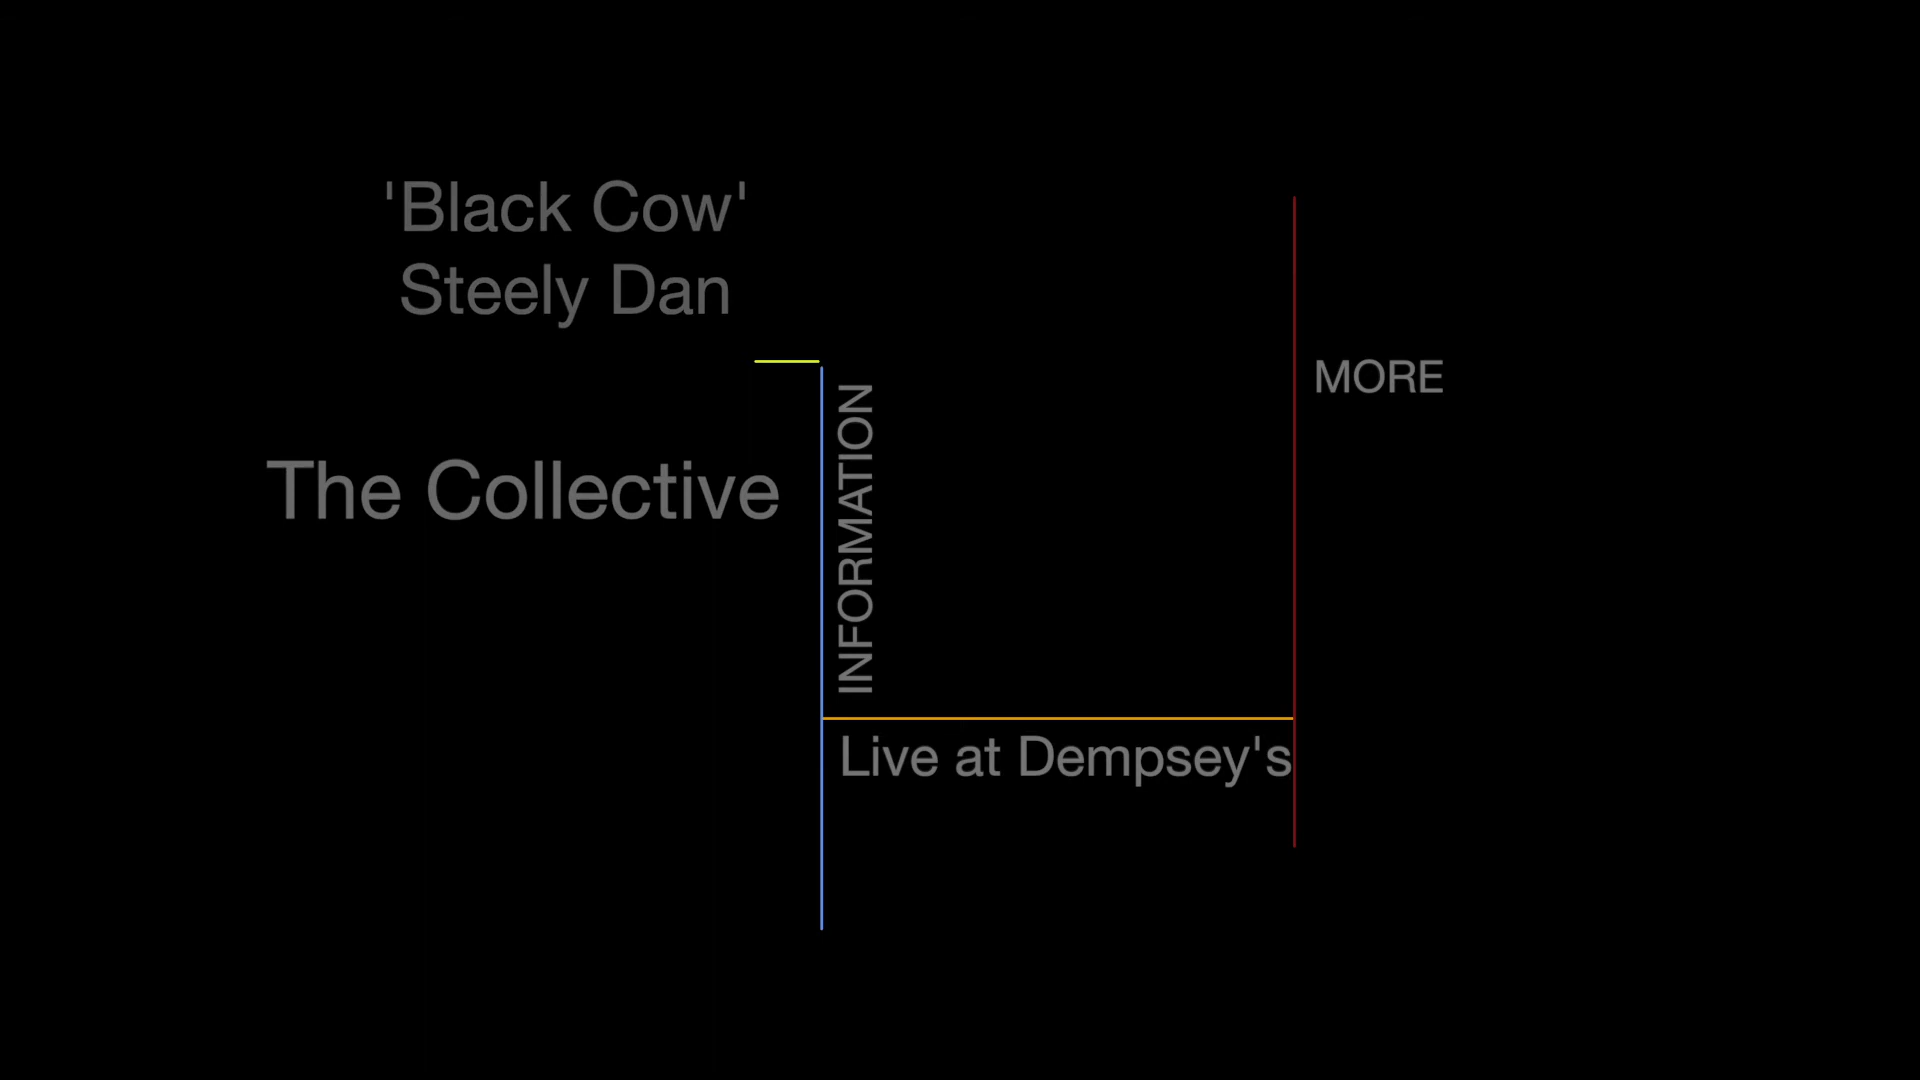 'Black Cow'
Steely Dan
The Collective
INFORMATION
Live at Dempsey's
MORE